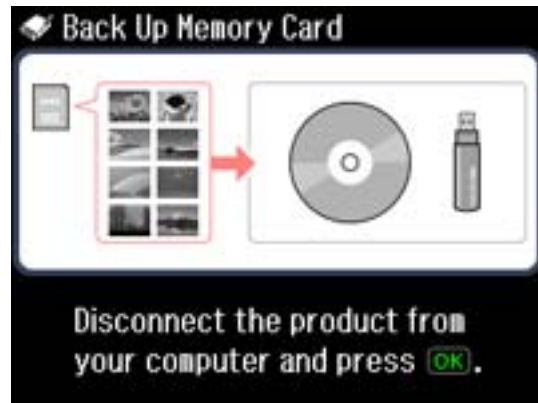 Back Up Memory Card
Disconnect the product from
your computer and press OK.